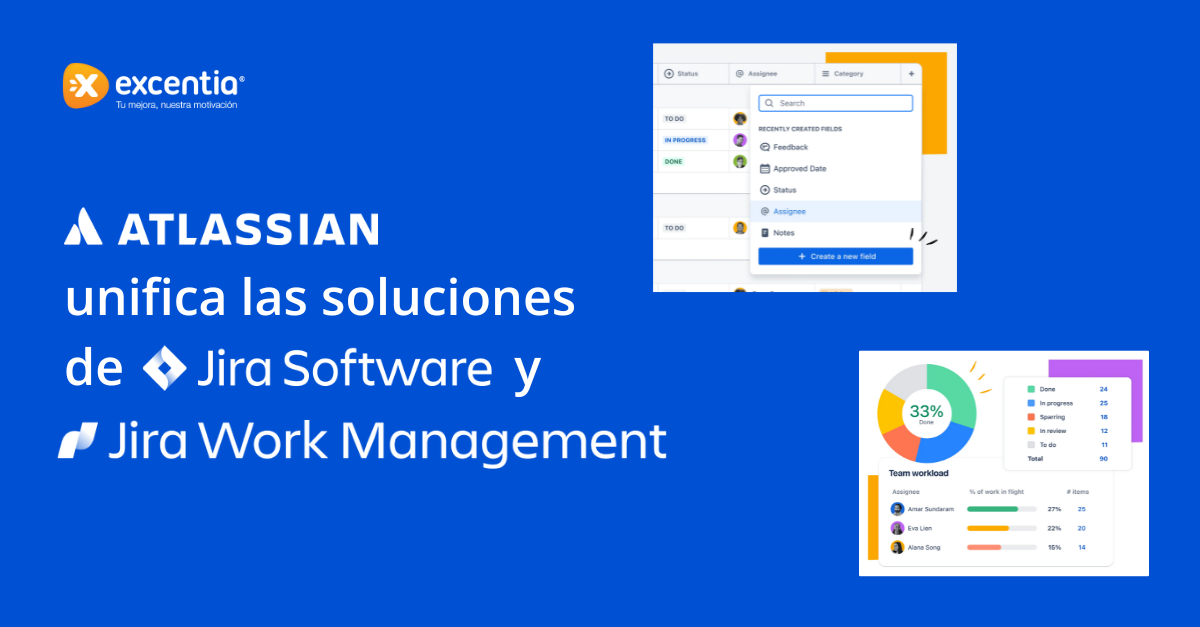 excentia®
Tu mejora, nuestra motivación
ATLASSIAN
unifica las soluciones
de Jira Software y
Jira Work Management
Status Assignee Category +
Search
TO DO
RECENTLY CREATED FIELDS
IN PROGRESS
Feedback
DONE
Approved Date
Status
Assignee
TO DO
Notes
+ Create a new field
33%
Done
Done 24
In progress 25
Sparring 18
In review 12
To do 11
Total 90
Team workload
Assignee % of work in flight # items
Amar Sundaram 27% 25
Eva Lien 22% 20
Alana Song 15% 14